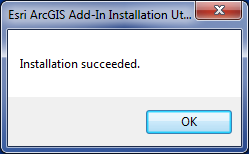 Esri ArcGIS Add-In Installation Ut...
Installation succeeded.
OK